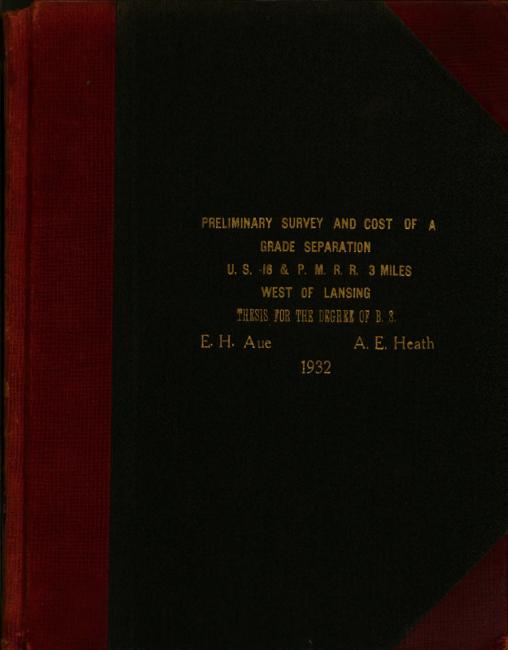 PRELIMINARY SURVEY AND COST OF A
GRADE SEPARATION
U. S. -16 & P. M. R. R. 3 MILES
WEST OF LANSING
THESIS FOR THE DEGREE OF B. S.
E. H. Aue A. E. Heath
1932